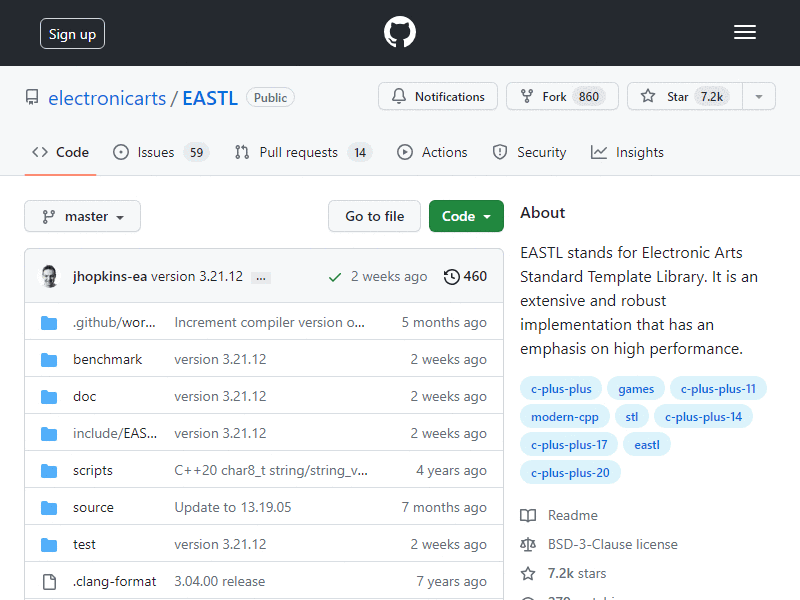 Sign up
electronicarts / EASTL Public
Notifications Fork 860 Star 7.2k
Code Issues 59 Pull requests 14 Actions Security Insights
master Go to file Code
jhopkins-ea version 3.21.12 ... 2 weeks ago 460
.github/wor... Increment compiler version o... 5 months ago
benchmark version 3.21.12 2 weeks ago
doc version 3.21.12 2 weeks ago
include/EAS... version 3.21.12 2 weeks ago
scripts C++20 char8_t string/string_v... 4 years ago
source Update to 13.19.05 7 months ago
test version 3.21.12 2 weeks ago
.clang-format 3.04.00 release 7 years ago
About
EASTL stands for Electronic Arts
Standard Template Library. It is an
extensive and robust
implementation that has an
emphasis on high performance.
c-plus-plus games c-plus-plus-11
modern-cpp stl c-plus-plus-14
c-plus-plus-17 eastl
c-plus-plus-20
Readme
BSD-3-Clause license
7.2k stars